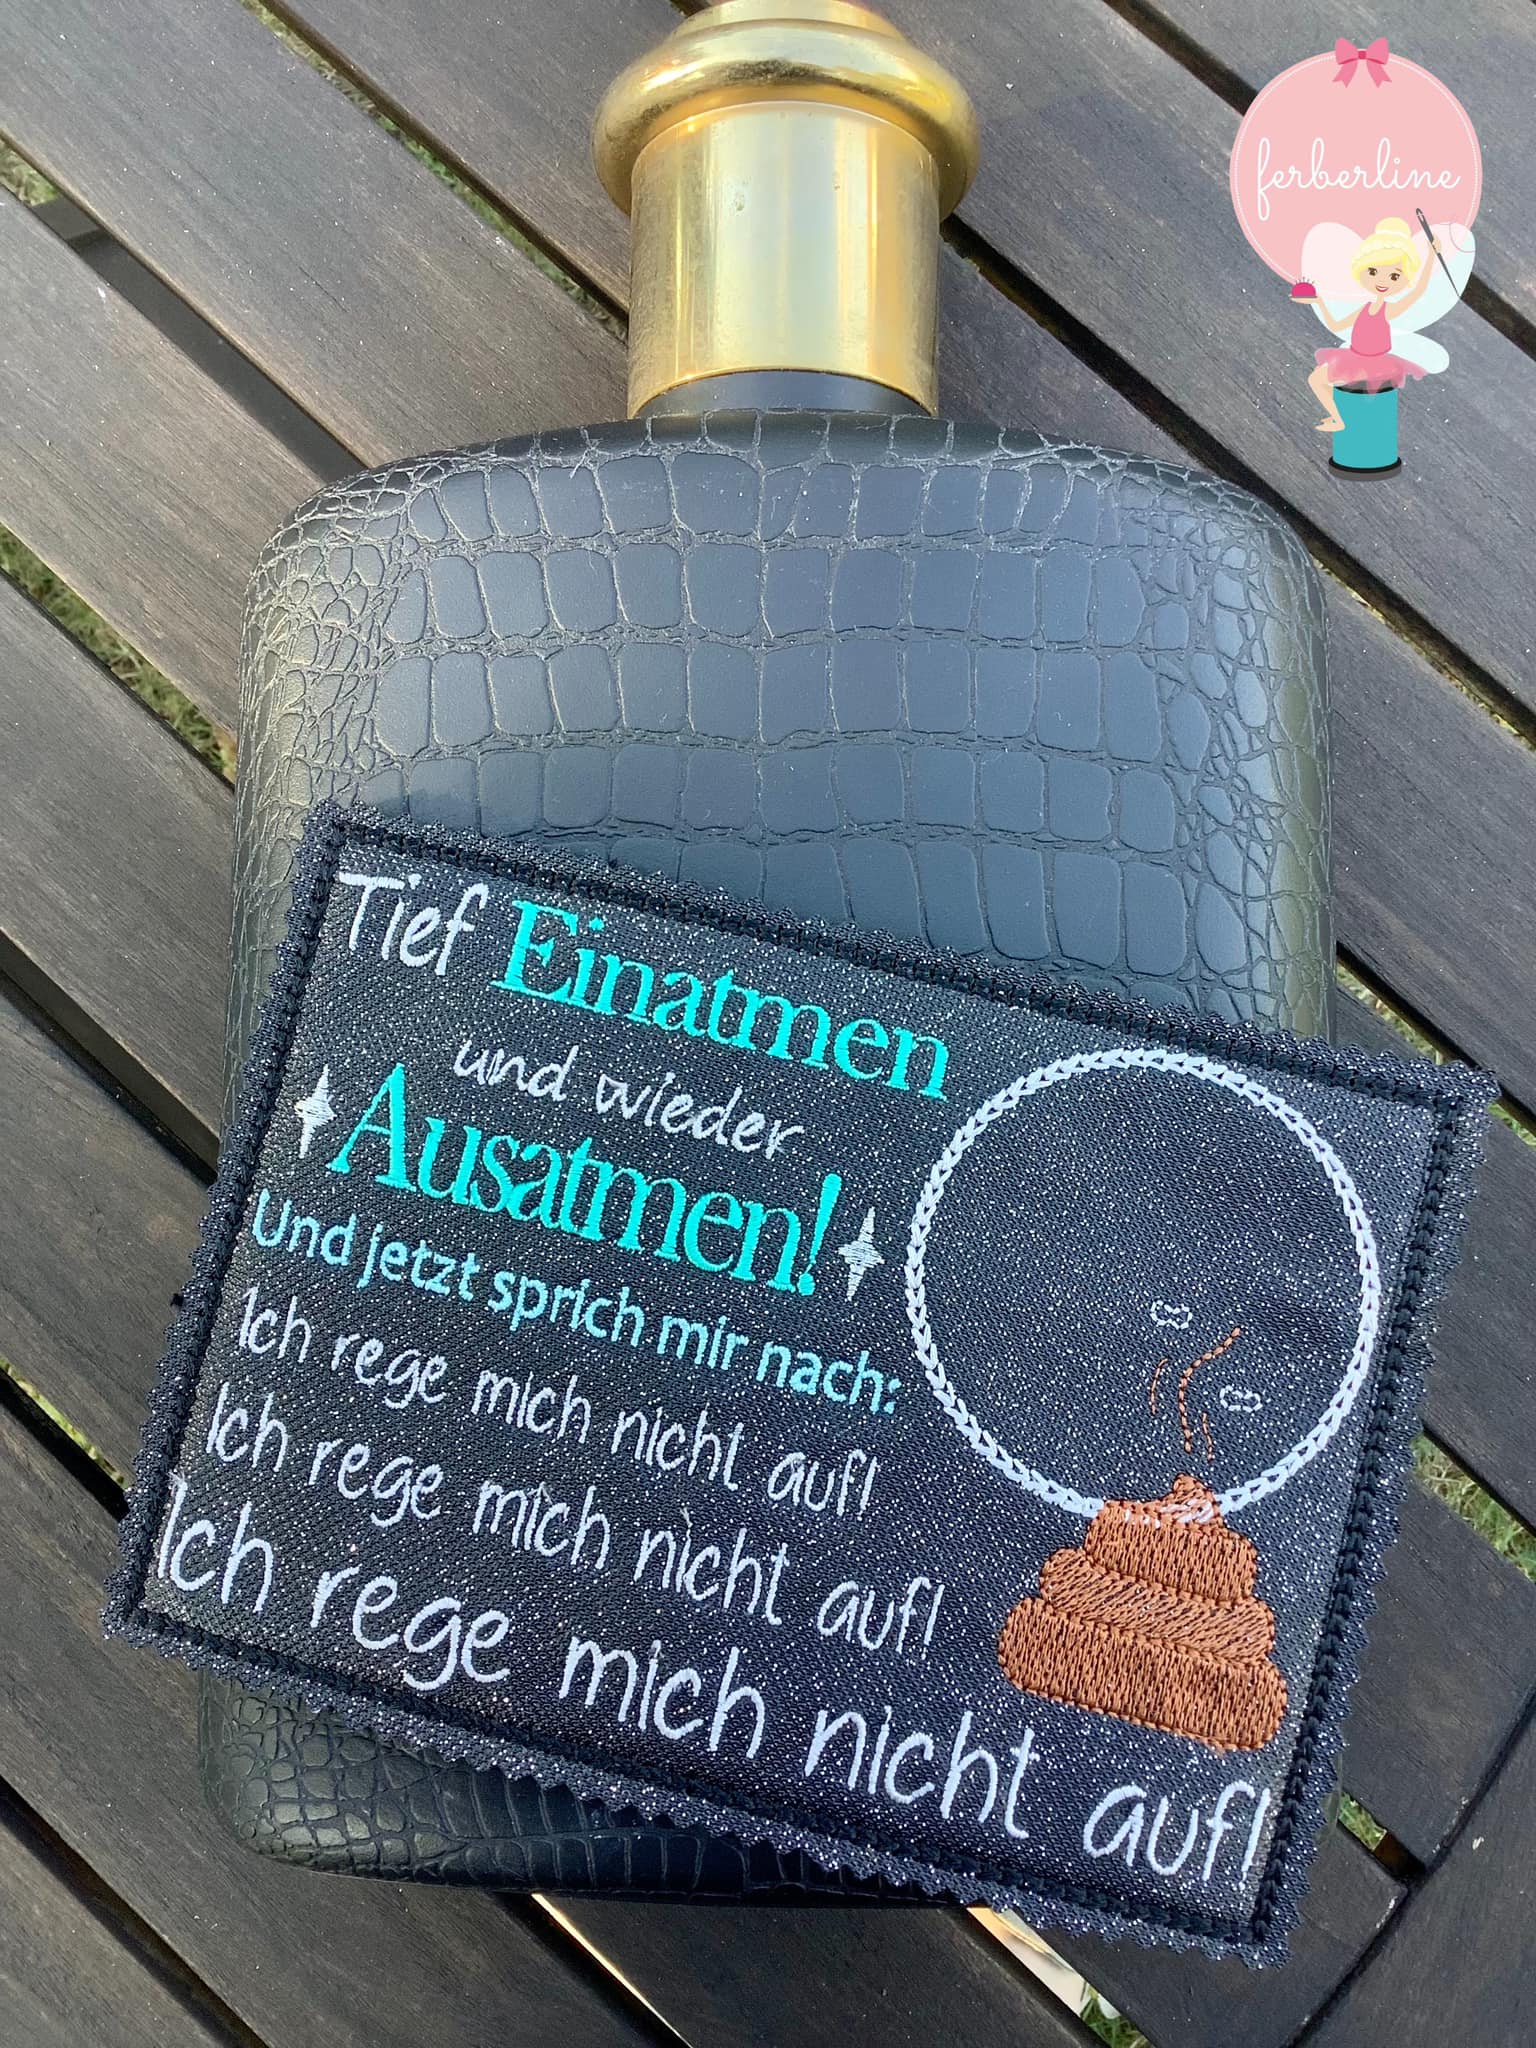 ferberline
Tief Einatmen
und wieder
Ausatmen!
Und jetzt sprich mir nach:
Ich rege mich nicht auf!
Ich rege mich nicht auf!
Ich rege mich nicht auf!